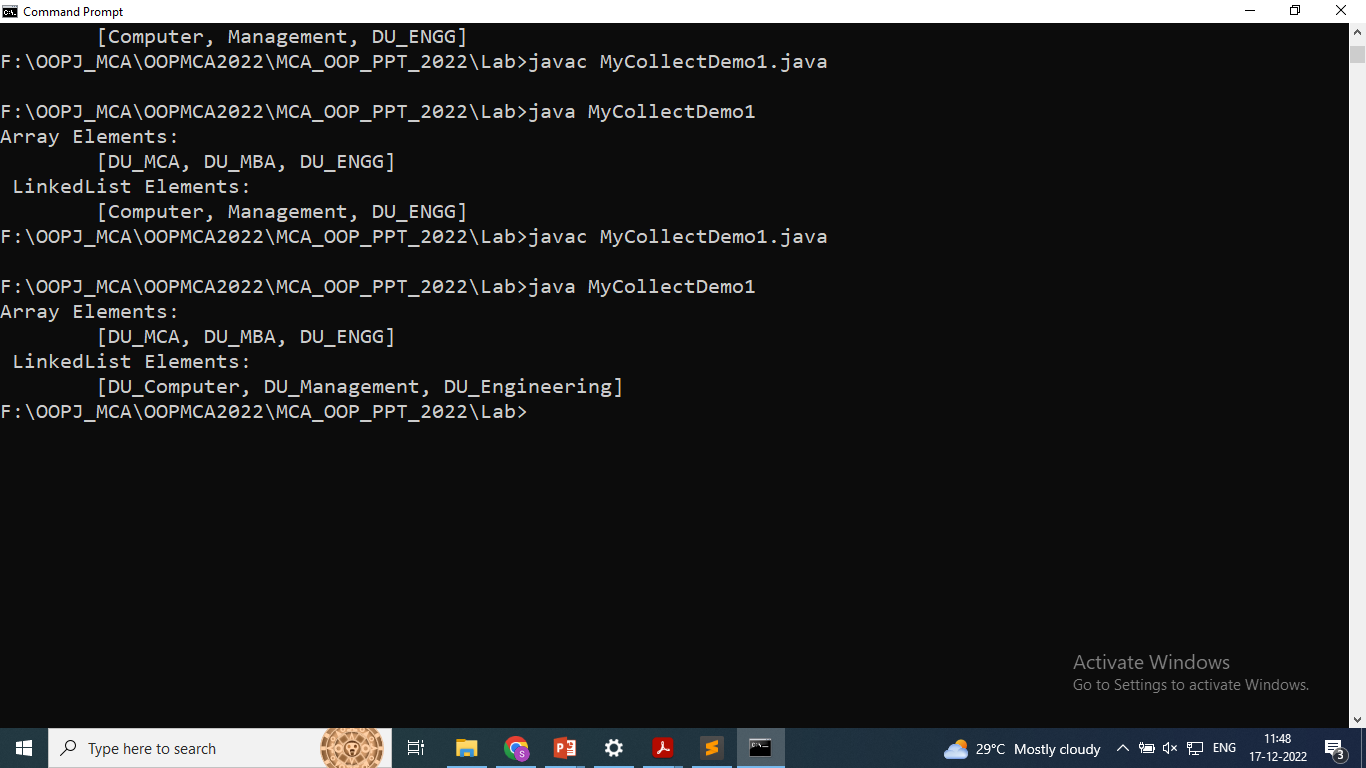 Command Prompt
[Computer, Management, DU_ENGG]
F:\OOPJ_MCA\OOPMCA2022\MCA_OOP_PPT_2022\Lab>javac MyCollectDemo1.java
F:\OOPJ_MCA\OOPMCA2022\MCA_OOP_PPT_2022\Lab>java MyCollectDemo1
Array Elements:
[DU_MCA, DU_MBA, DU_ENGG]
LinkedList Elements:
[Computer, Management, DU_ENGG]
F:\OOPJ_MCA\OOPMCA2022\MCA_OOP_PPT_2022\Lab>javac MyCollectDemo1.java
F:\OOPJ_MCA\OOPMCA2022\MCA_OOP_PPT_2022\Lab>java MyCollectDemo1
Array Elements:
[DU_MCA, DU_MBA, DU_ENGG]
LinkedList Elements:
[DU_Computer, DU_Management, DU_Engineering]
F:\OOPJ_MCA\OOPMCA2022\MCA_OOP_PPT_2022\Lab>
Activate Windows
Go to Settings to activate Windows.
Type here to search
29°C Mostly cloudy
ENG
11:48
17-12-2022
3